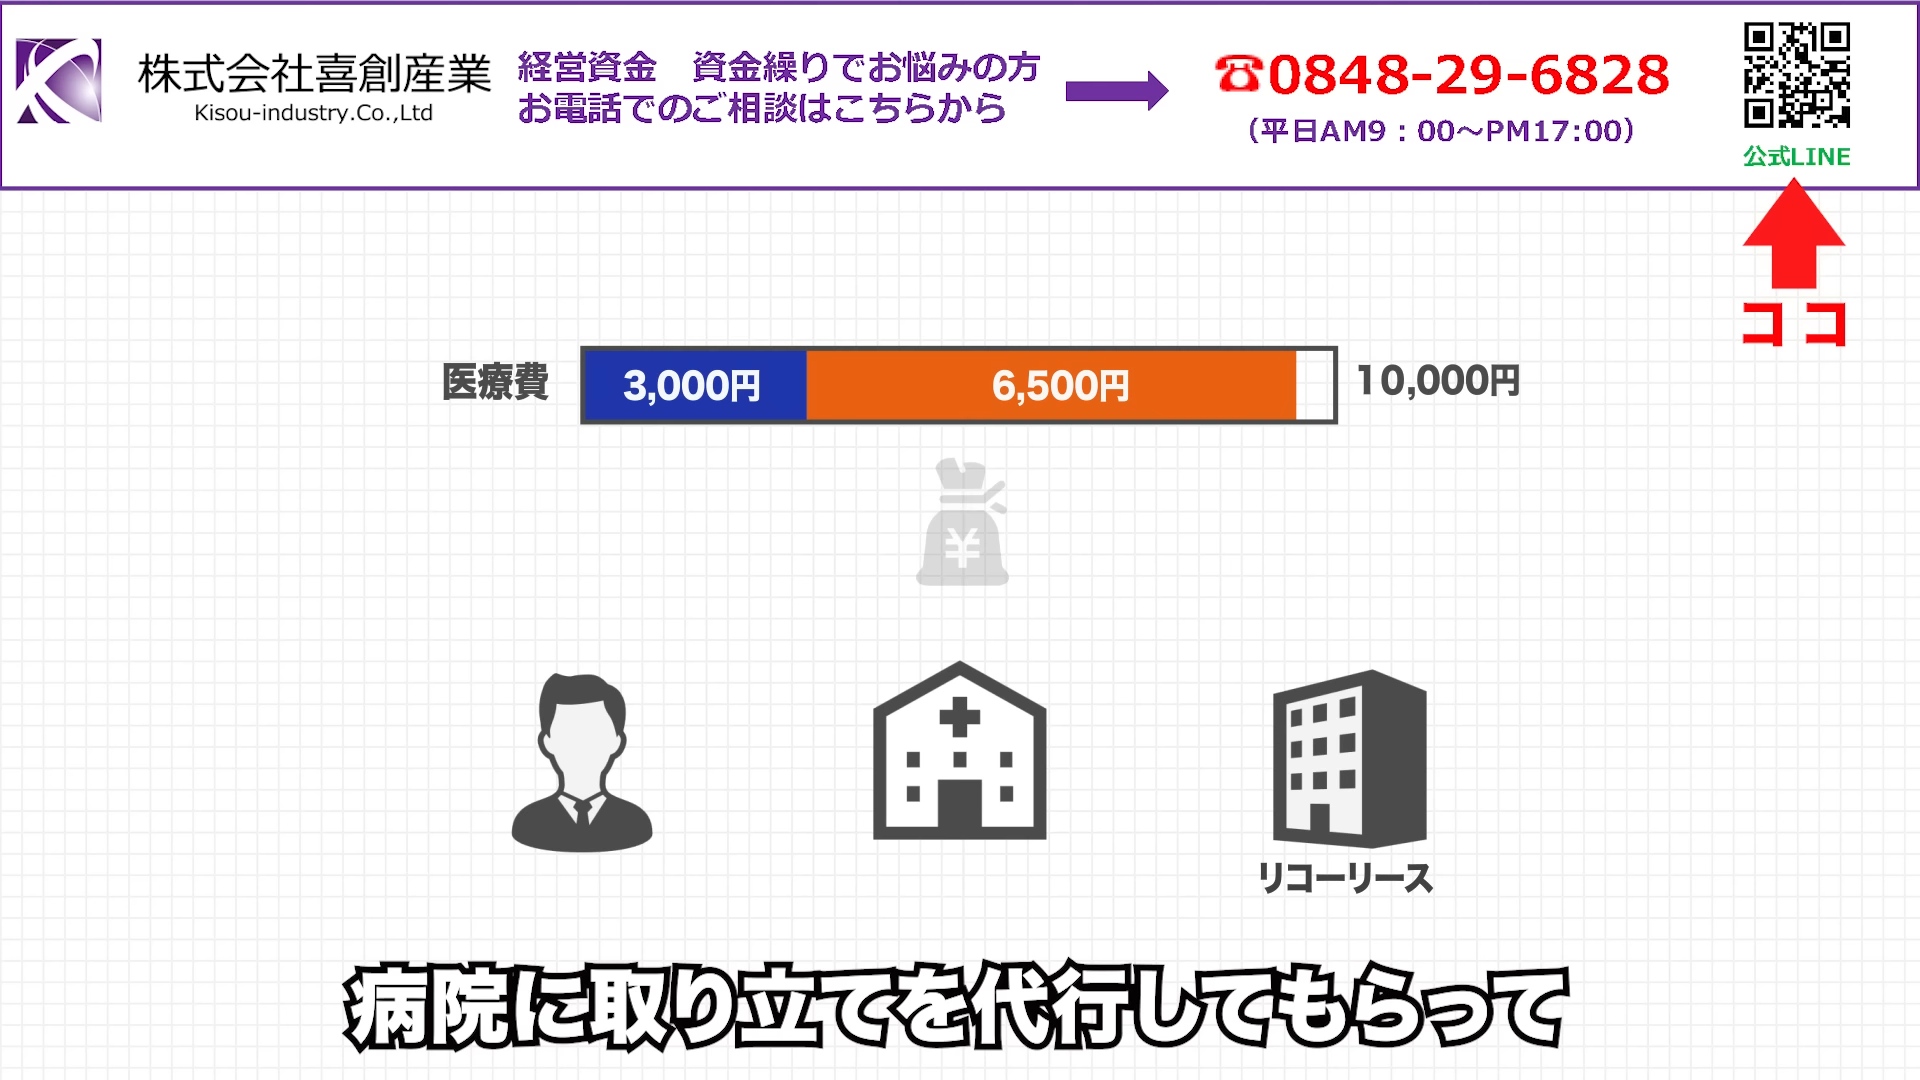 株式会社喜創産業
Kisou-industry.Co.,Ltd
経営資金　資金繰りでお悩みの方
お電話でのご相談はこちらから
☎0848-29-6828
（平日AM9：00～PM17:00）
公式LINE
ココ
医療費
3,000円
6,500円
10,000円
¥
リコーリース
病院に取り立てを代行してもらって